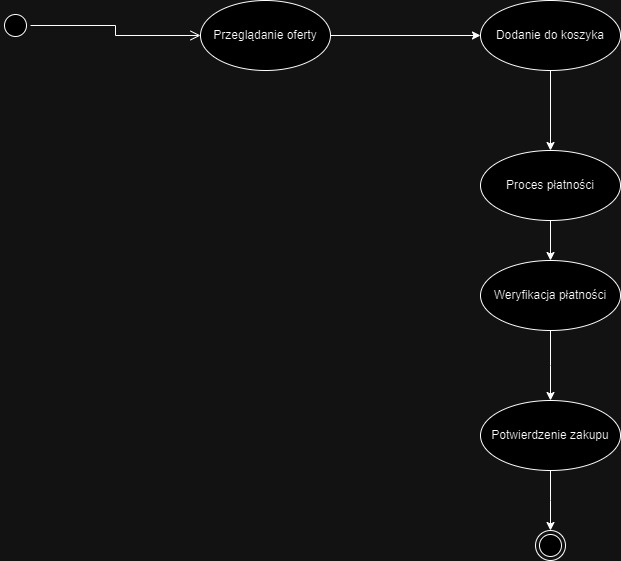 Przeglądanie oferty
Dodanie do koszyka
Proces płatności
Weryfikacja płatności
Potwierdzenie zakupu